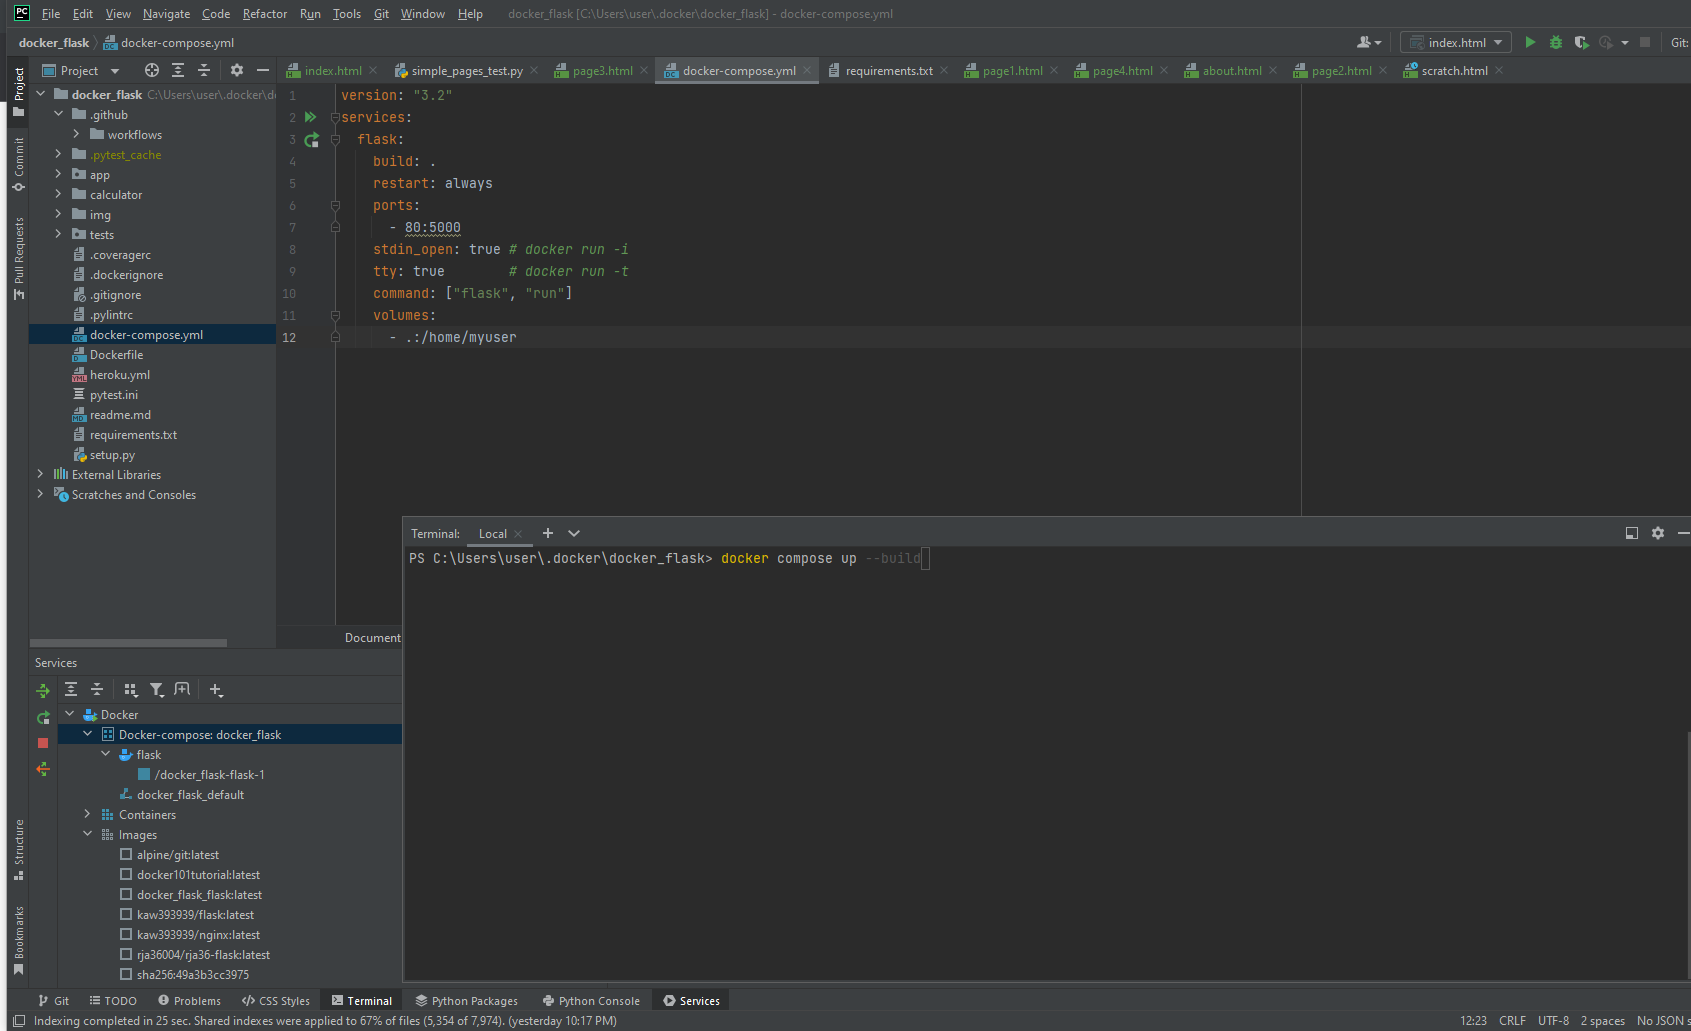 PC File Edit View Navigate Code Refactor Run Tools Git Window Help docker_flask [C:\Users\user\.docker\docker_flask] - docker-compose.yml
docker_flask docker-compose.yml index.html Git:
Project index.html simple_pages_test.py page3.html docker-compose.yml requirements.txt page1.html page4.html about.html page2.html scratch.html
Project
Commit
Pull Requests
Structure
Bookmarks
docker_flask C:\Users\user\.docker\do
.github
workflows
.pytest_cache
app
calculator
img
tests
.coveragerc
.dockerignore
.gitignore
.pylintrc
docker-compose.yml
Dockerfile
heroku.yml
pytest.ini
readme.md
requirements.txt
setup.py
External Libraries
Scratches and Consoles
1 version: "3.2"
2 services:
3 flask:
4 build: .
5 restart: always
6 ports:
7 - 80:5000
8 stdin_open: true # docker run -i
9 tty: true # docker run -t
10 command: ["flask", "run"]
11 volumes:
12 - .:/home/myuser
Document
Terminal: Local
PS C:\Users\user\.docker\docker_flask> docker compose up --build
Services
Docker
Docker-compose: docker_flask
flask
/docker_flask-flask-1
docker_flask_default
Containers
Images
alpine/git:latest
docker101tutorial:latest
docker_flask_flask:latest
kaw393939/flask:latest
kaw393939/nginx:latest
rja36004/rja36-flask:latest
sha256:49a3b3cc3975
Git TODO Problems CSS Styles Terminal Python Packages Python Console Services
Indexing completed in 25 sec. Shared indexes were applied to 67% of files (5,354 of 7,974). (yesterday 10:17 PM) 12:23 CRLF UTF-8 2 spaces No JSON s